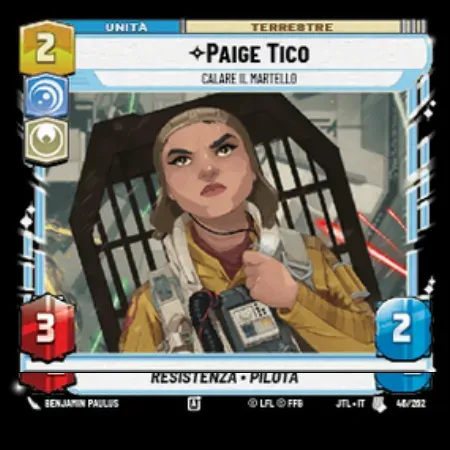 2
UNITÀ
TERRESTRE
✧PAIGE TICO
CALARE IL MARTELLO
3
2
RESISTENZA • PILOTA
BENJAMIN PAULUS
A
© LFL © FFG
JTL • IT
46/262